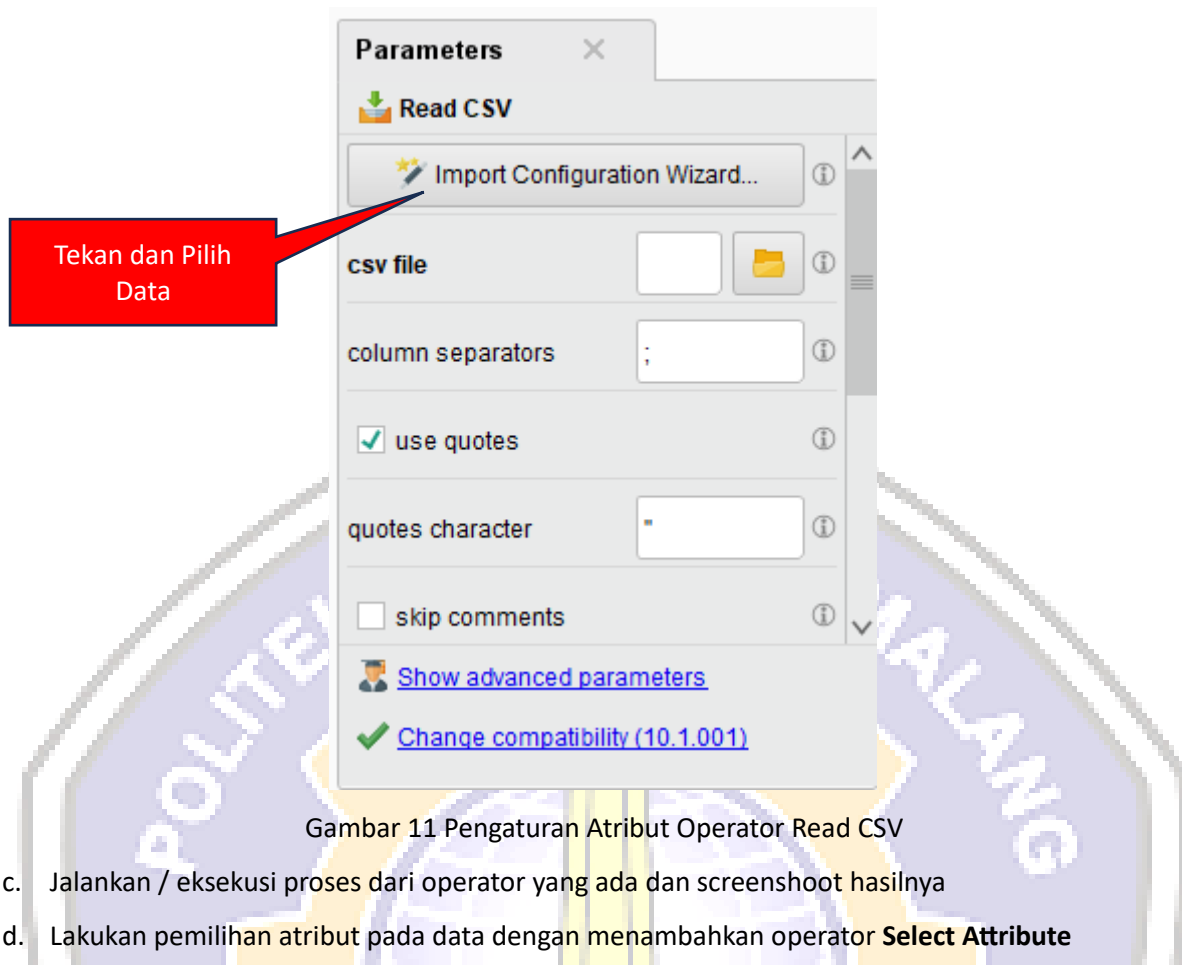 Parameters
Read CSV
Import Configuration Wizard...
Tekan dan Pilih
Data
csv file
column separators ;
use quotes
quotes character "
skip comments
Show advanced parameters
Change compatibility (10.1.001)
Gambar 11 Pengaturan Atribut Operator Read CSV
c. Jalankan / eksekusi proses dari operator yang ada dan screenshoot hasilnya
d. Lakukan pemilihan atribut pada data dengan menambahkan operator Select Attribute
POLITE
MALANG